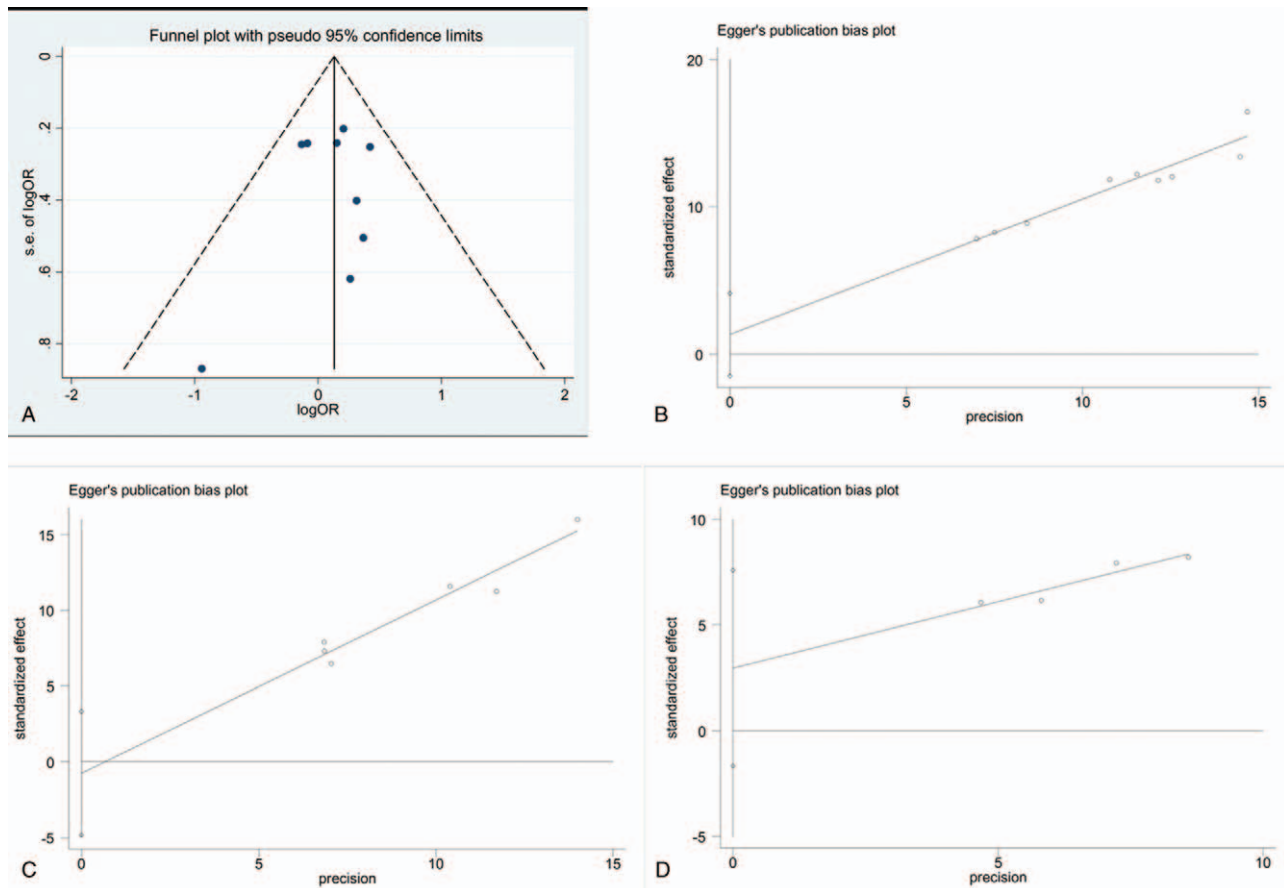 Funnel plot with pseudo 95% confidence limits
0
.2
.4
.6
.8
s.e. of logOR
-2
-1
0
1
2
logOR
A
Egger's publication bias plot
20
10
0
standardized effect
0
5
10
15
precision
B
Egger's publication bias plot
15
10
5
0
-5
standardized effect
0
5
10
15
precision
C
Egger's publication bias plot
10
5
0
-5
standardized effect
0
5
10
precision
D